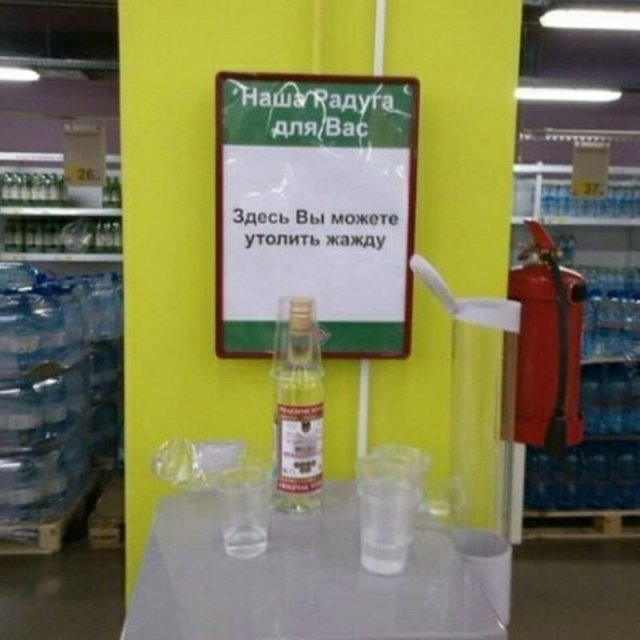 Наша Радуга
для Вас
Здесь Вы можете
утолить жажду
26
37